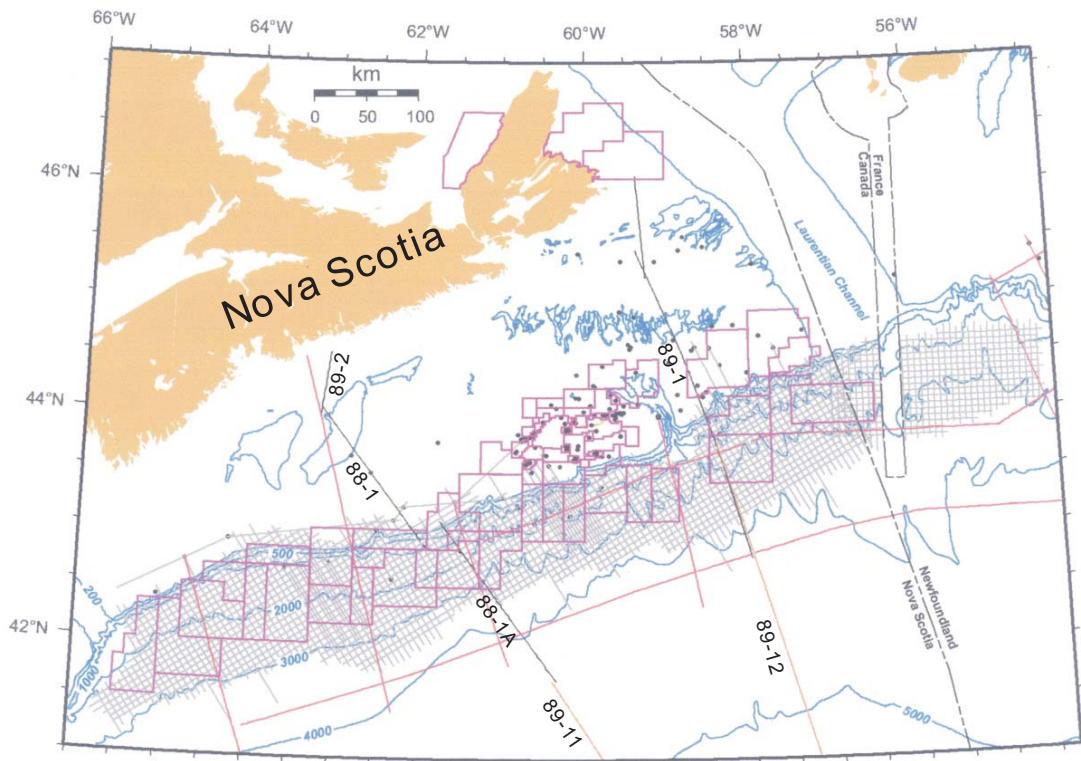 66°W
64°W
62°W
60°W
58°W
56°W
km
0 50 100
46°N
France
Canada
Laurentian Channel
Nova Scotia
89-2
89-1
44°N
88-1
500
200
2000
42°N
1000
3000
88-1A
89-12
Newfoundland
Nova Scotia
89-11
4000
5000